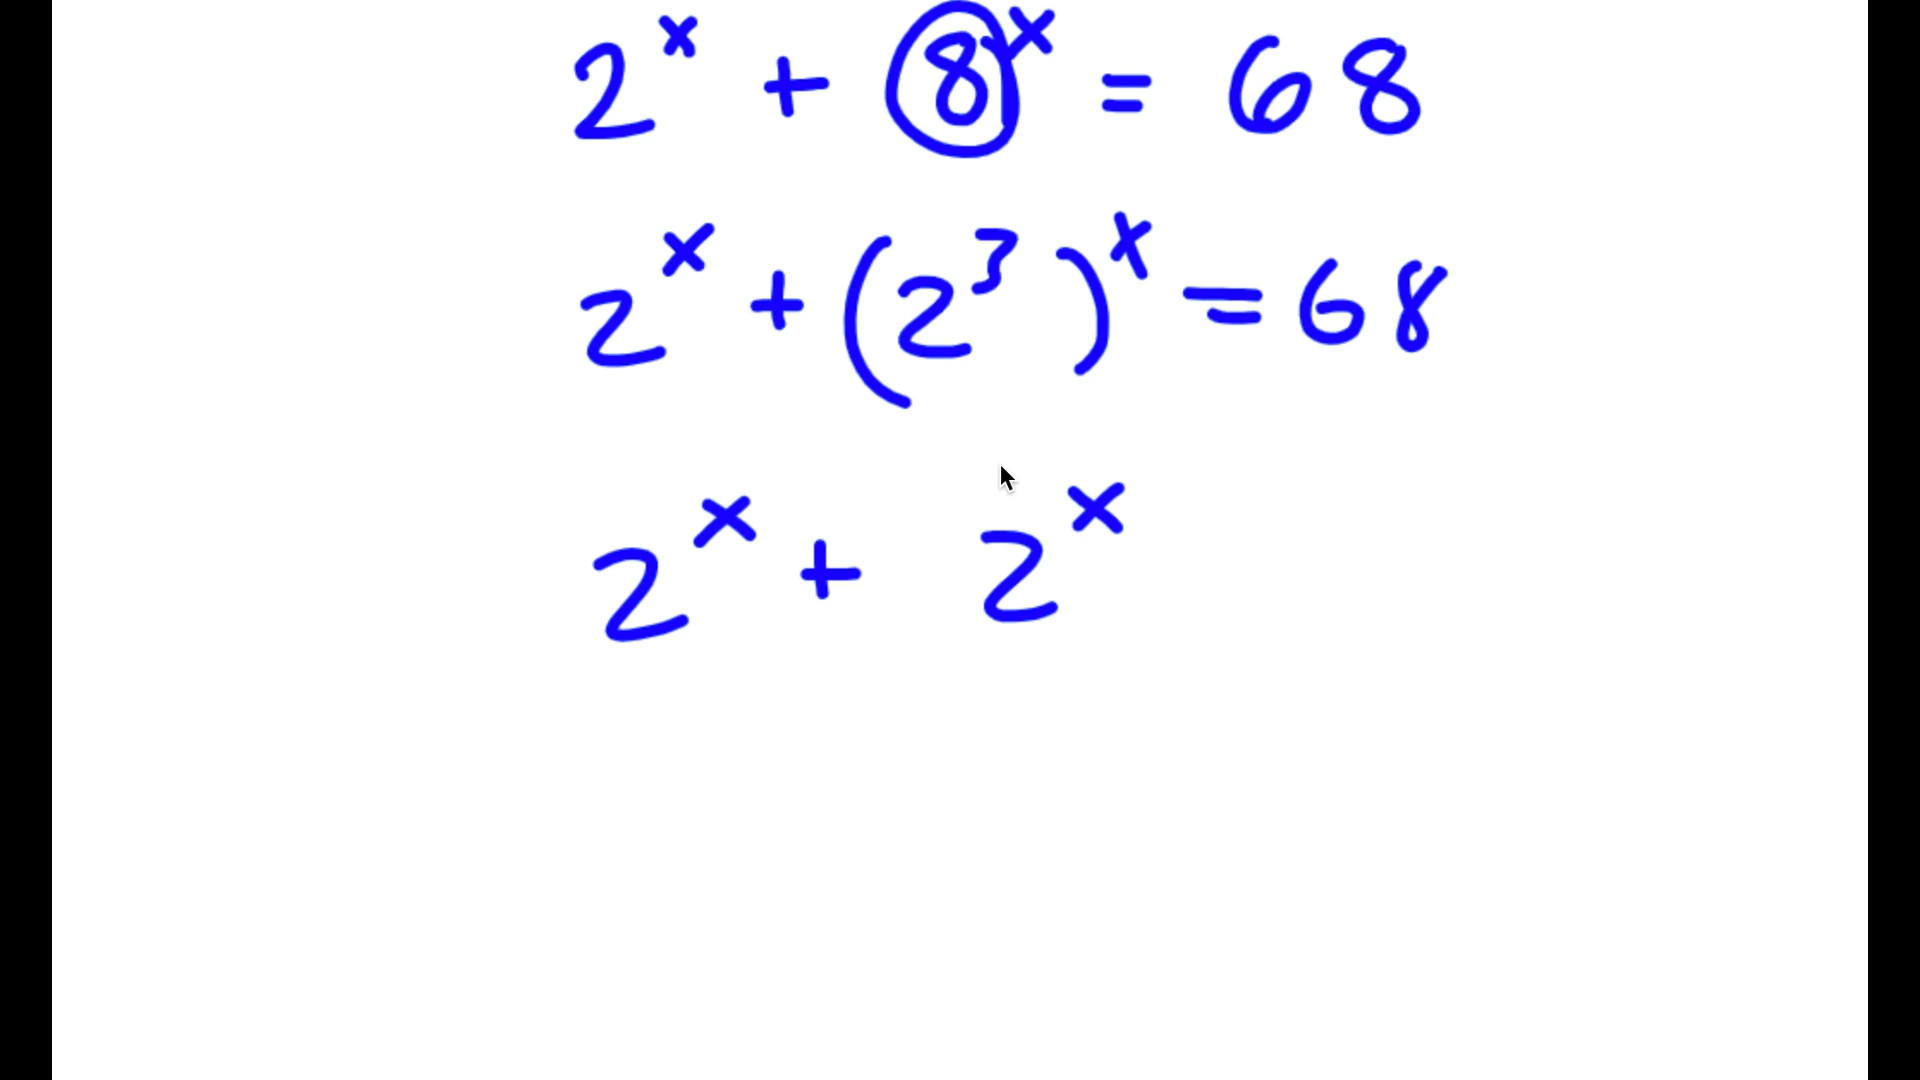 2^x + 8^x = 68
2^x + (2^3)^x = 68
2^x + 2^x